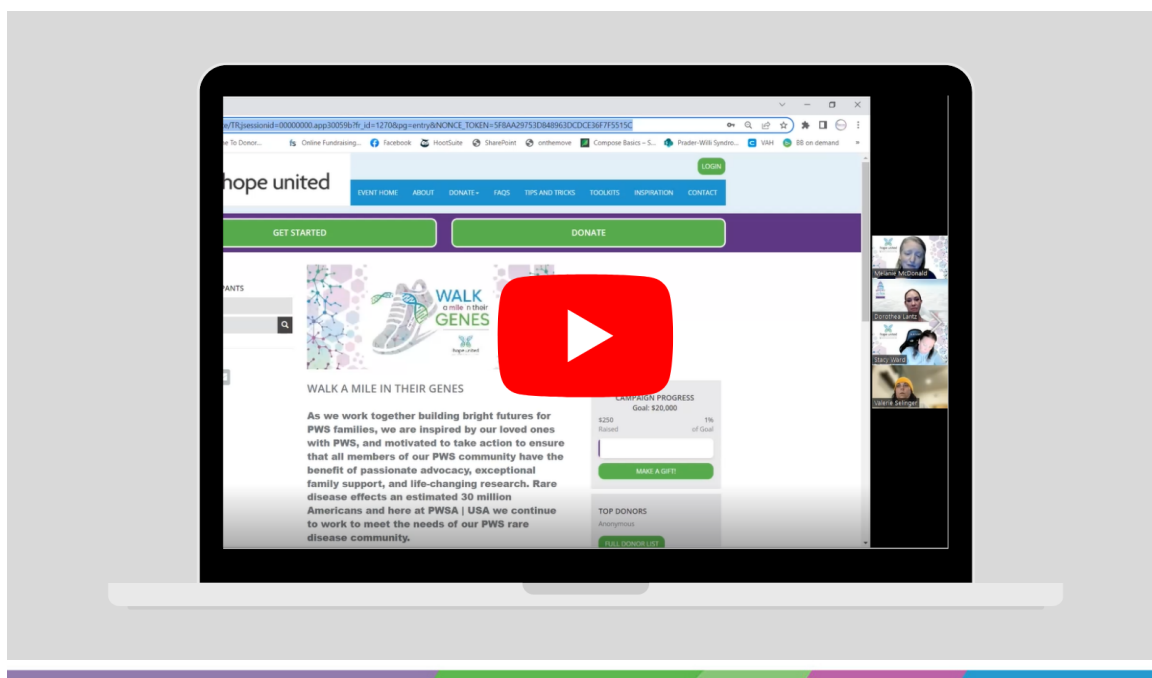 e/TR;jsessionid=00000000.app30059b?fr_id=1270&pg=entry&NONCE_TOKEN=5F8AA29753D848963DCDCE36F7F5515C
ne To Donor... fs Online Fundraising... Facebook HootSuite SharePoint onthemove Compose Basics – S... Prader-Willi Syndro... VAH BB on demand »
LOGIN
hope united
EVENT HOME ABOUT DONATE FAQS TIPS AND TRICKS TOOLKITS INSPIRATION CONTACT
GET STARTED DONATE
PANTS
WALK
a mile in their
GENES
hope united
WALK A MILE IN THEIR GENES
As we work together building bright futures for
PWS families, we are inspired by our loved ones
with PWS, and motivated to take action to ensure
that all members of our PWS community have the
benefit of passionate advocacy, exceptional
family support, and life-changing research. Rare
disease effects an estimated 30 million
Americans and here at PWSA | USA we continue
to work to meet the needs of our PWS rare
disease community.
CAMPAIGN PROGRESS
Goal: $20,000
$250 1%
Raised of Goal
MAKE A GIFT!
TOP DONORS
Anonymous
FULL DONOR LIST
Melanie McDonald
Dorothea Lantz
Stacy Ward
Valerie Selinger